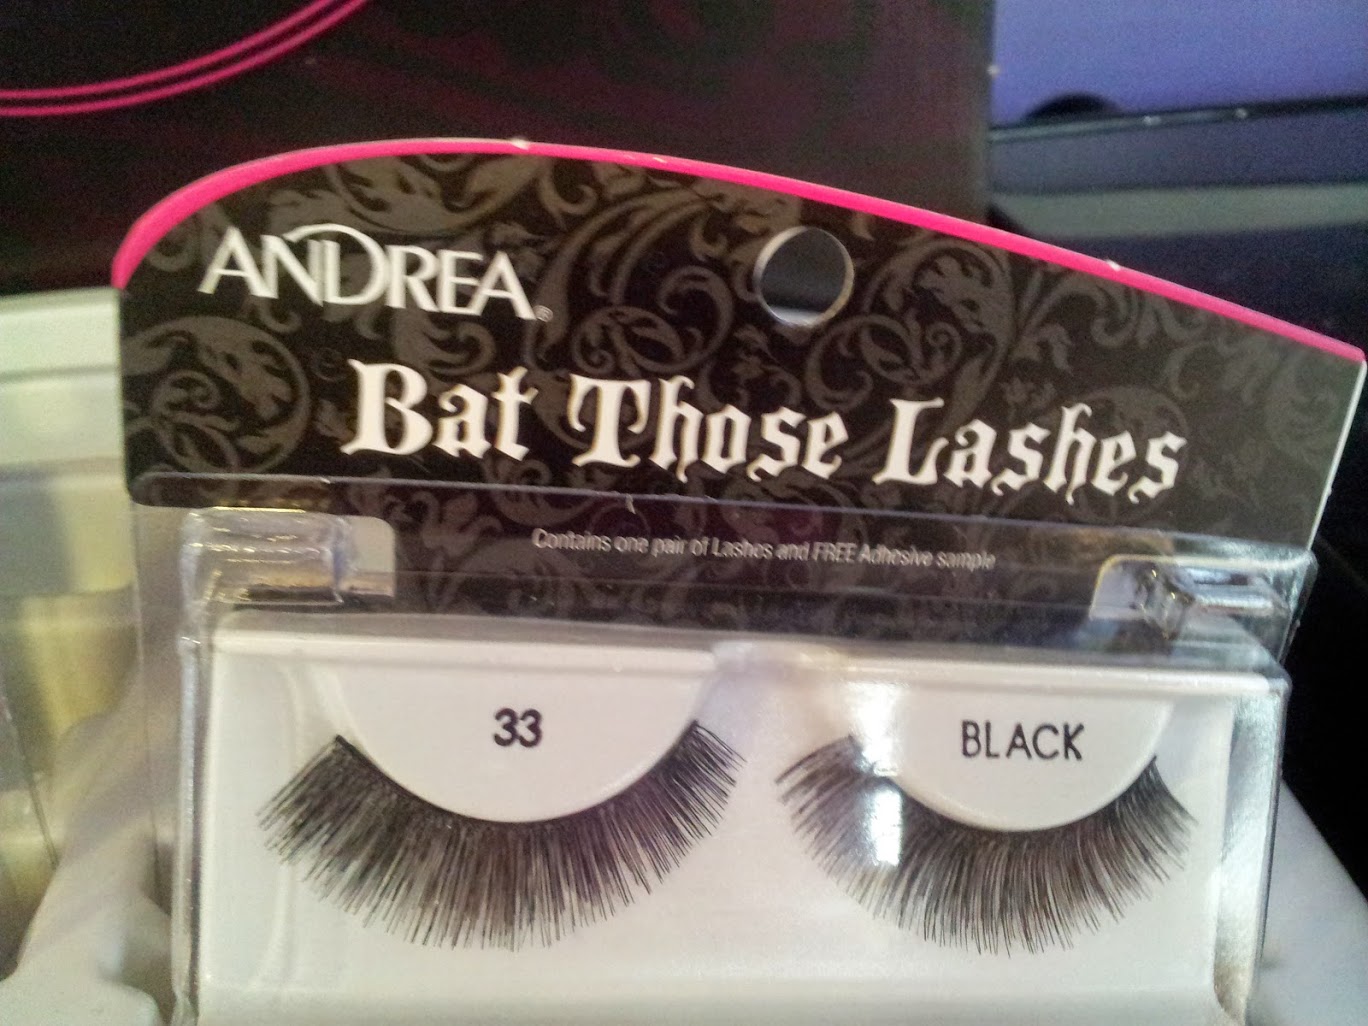 ANDREA®
Bat Those Lashes
Contains one pair of Lashes and FREE Adhesive sample
33
BLACK